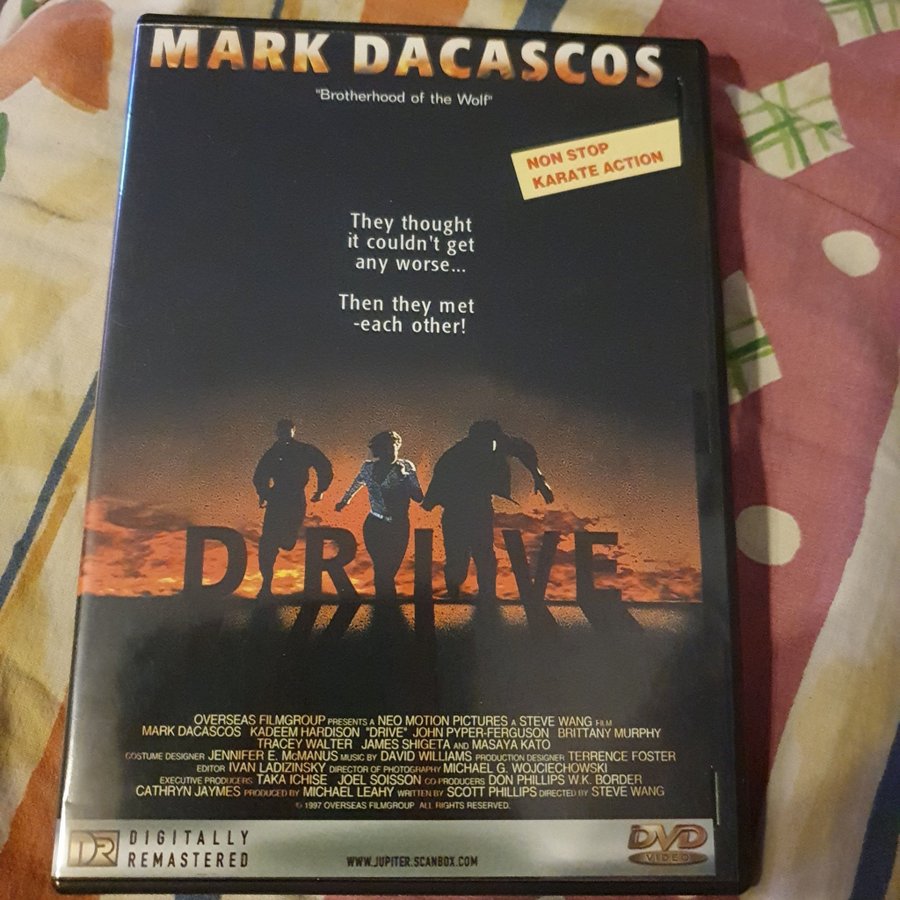 MARK DACASCOS
"Brotherhood of the Wolf"
NON STOP
KARATE ACTION
They thought
it couldn't get
any worse...
Then they met
-each other!
DRIVE
OVERSEAS FILMGROUP PRESENTS A NEO MOTION PICTURES A STEVE WANG FILM
MARK DACASCOS KADEEM HARDISON "DRIVE" JOHN PYPER-FERGUSON BRITTANY MURPHY
TRACEY WALTER JAMES SHIGETA AND MASAYA KATO
COSTUME DESIGNER JENNIFER E. McMANUS MUSIC BY DAVID WILLIAMS PRODUCTION DESIGNER TERRENCE FOSTER
EDITOR IVAN LADIZINSKY DIRECTOR OF PHOTOGRAPHY MICHAEL G. WOJCIECHOWSKI
EXECUTIVE PRODUCERS TAKA ICHISE JOEL SOISSON CO-PRODUCERS DON PHILLIPS W.K. BORDER
CATHRYN JAYMES PRODUCED BY MICHAEL LEAHY WRITTEN BY SCOTT PHILLIPS DIRECTED BY STEVE WANG
© 1997 OVERSEAS FILMGROUP ALL RIGHTS RESERVED.
DR DIGITALLY
REMASTERED
WWW.JUPITER.SCANBOX.COM
DVD
VIDEO